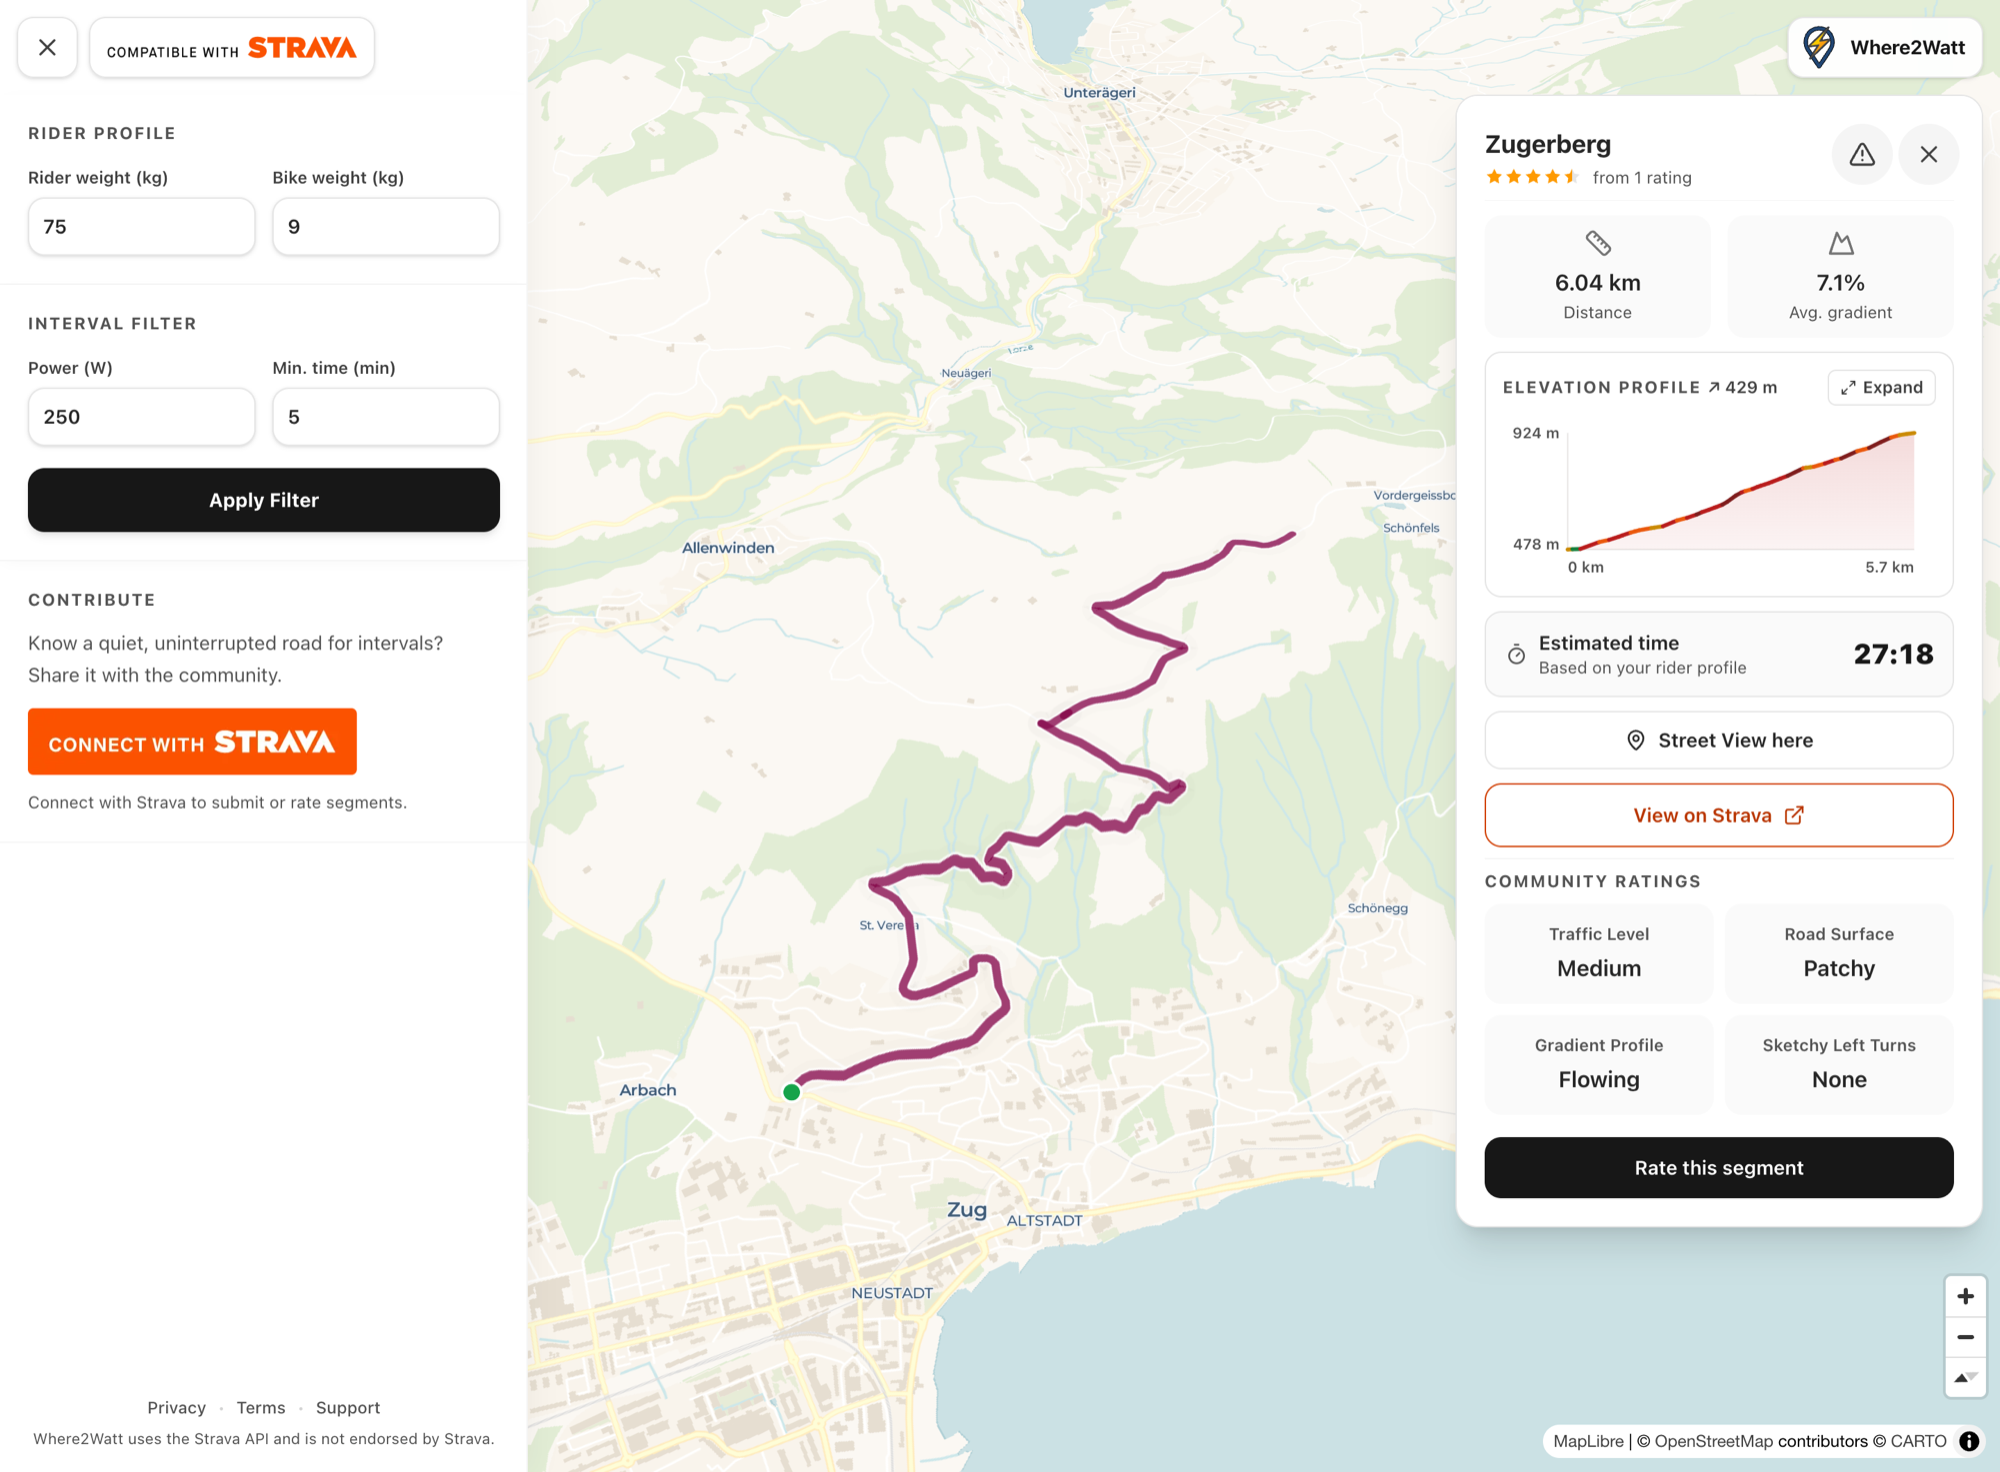 COMPATIBLE WITH STRAVA
RIDER PROFILE
Rider weight (kg)
Bike weight (kg)
75
9
INTERVAL FILTER
Power (W)
Min. time (min)
250
5
Apply Filter
CONTRIBUTE
Know a quiet, uninterrupted road for intervals?
Share it with the community.
CONNECT WITH STRAVA
Connect with Strava to submit or rate segments.
Privacy · Terms · Support
Where2Watt uses the Strava API and is not endorsed by Strava.
Unterägeri
Lorze
Neuägeri
Vordergeissbo
Schönfels
Allenwinden
Schönegg
Arbach
Zug
ALTSTADT
NEUSTADT
Where2Watt
Zugerberg
from 1 rating
6.04 km
Distance
7.1%
Avg. gradient
ELEVATION PROFILE ↗ 429 m
Expand
924 m
478 m
0 km
5.7 km
Estimated time
Based on your rider profile
27:18
Street View here
View on Strava
COMMUNITY RATINGS
Traffic Level
Medium
Road Surface
Patchy
Gradient Profile
Flowing
Sketchy Left Turns
None
Rate this segment
MapLibre | © OpenStreetMap contributors © CARTO